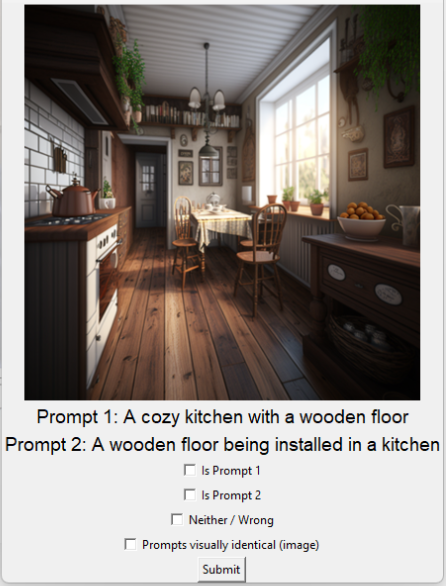 Prompt 1: A cozy kitchen with a wooden floor
Prompt 2: A wooden floor being installed in a kitchen
Is Prompt 1
Is Prompt 2
Neither / Wrong
Prompts visually identical (image)
Submit